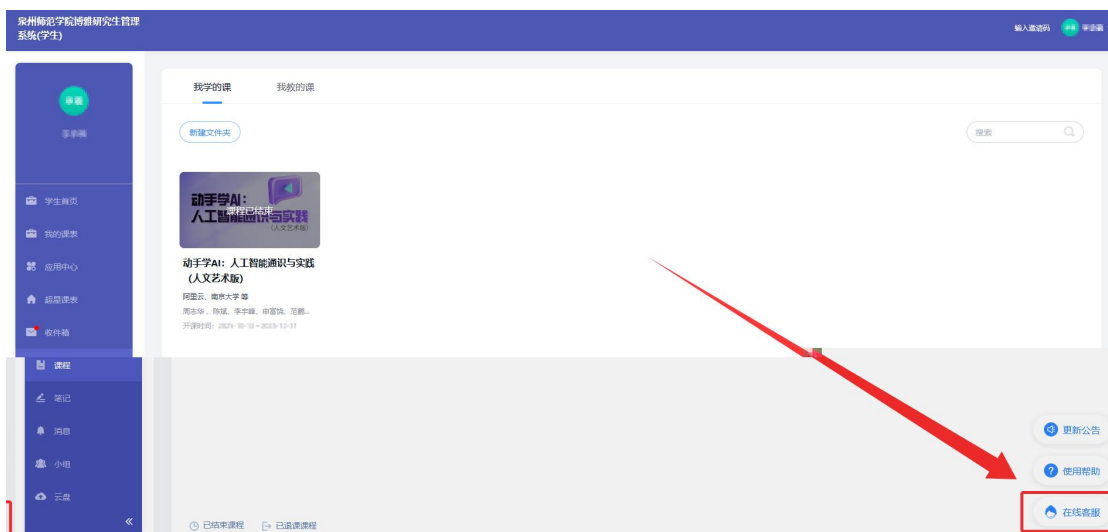 泉州师范学院博雅研究生管理
系统(学生)
输入邀请码
我学的课
我教的课
新建文件夹
搜索
学生首页
我的课表
应用中心
超星课表
收件箱
课程
笔记
消息
小组
云盘
动手学AI:
人工智能通识与实践
(人文艺术版)
课程已结束
动手学AI：人工智能通识与实践
（人文艺术版）
阿里云、南京大学 等
更新公告
使用帮助
在线客服
已结束课程
已退课课程